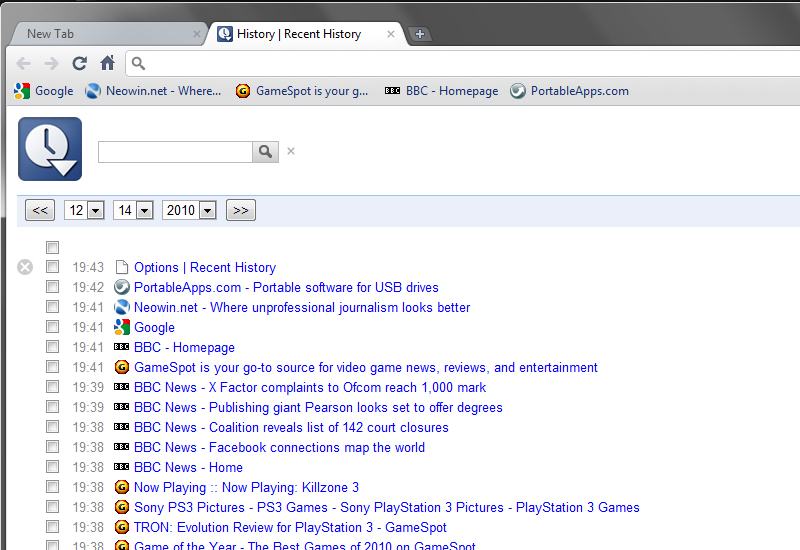 New Tab
History | Recent History
Google
Neowin.net - Where...
GameSpot is your g...
BBC - Homepage
PortableApps.com
<< 12 14 2010 >>
19:43 Options | Recent History
19:42 PortableApps.com - Portable software for USB drives
19:41 Neowin.net - Where unprofessional journalism looks better
19:41 Google
19:41 BBC BBC - Homepage
19:41 GameSpot is your go-to source for video game news, reviews, and entertainment
19:39 BBC BBC News - X Factor complaints to Ofcom reach 1,000 mark
19:39 BBC BBC News - Publishing giant Pearson looks set to offer degrees
19:38 BBC BBC News - Coalition reveals list of 142 court closures
19:38 BBC BBC News - Facebook connections map the world
19:38 BBC BBC News - Home
19:38 Now Playing :: Now Playing: Killzone 3
19:38 Sony PS3 Pictures - PS3 Games - Sony PlayStation 3 Pictures - PlayStation 3 Games
19:38 TRON: Evolution Review for PlayStation 3 - GameSpot
19:38 Game of the Year - The Best Games of 2010 on GameSpot